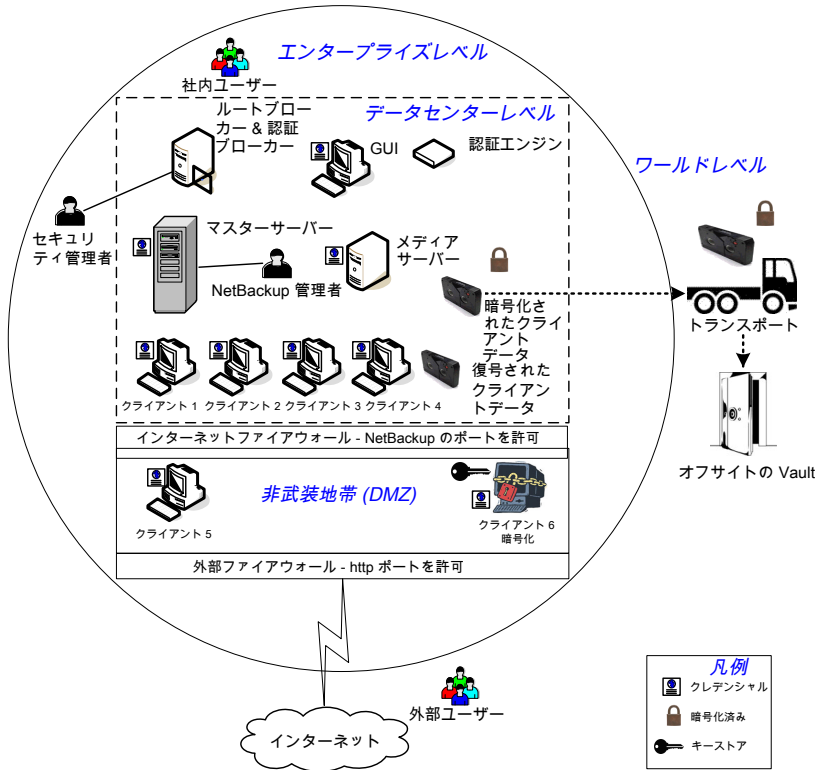 エンタープライズレベル
社内ユーザー
データセンターレベル
ルートブロー
カー & 認証
ブローカー
GUI
認証エンジン
ワールドレベル
セキュリ
ティ管理者
マスターサーバー
NetBackup 管理者
メディア
サーバー
暗号化さ
れたクライ
アント
データ
復号された
クライアン
トデータ
トランスポート
オフサイトの Vault
クライアント 1
クライアント 2
クライアント 3
クライアント 4
インターネットファイアウォール - NetBackup のポートを許可
非武装地帯 (DMZ)
クライアント 5
クライアント 6
暗号化
外部ファイアウォール - http ポートを許可
外部ユーザー
インターネット
凡例
クレデンシャル
暗号化済み
キーストア